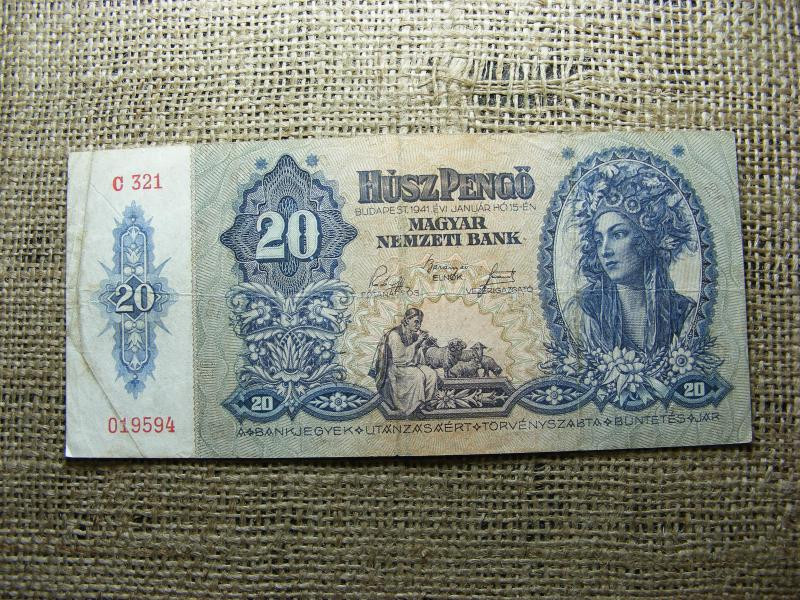 C 321
20
019594
20
HÚSZ PENGŐ
BUDAPEST, 1941. ÉVI JANUÁR HÓ 15-ÉN
MAGYAR
NEMZETI BANK
ELNÖK
FŐTANÁCSOS VEZÉRIGAZGATÓ
20 20
A BANKJEGYEK UTÁNZÁSÁÉRT TÖRVÉNYSZABTA BÜNTETÉS JÁR